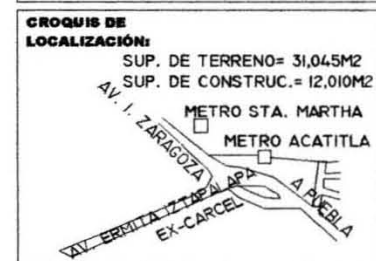 CROQUIS DE
LOCALIZACIÓN:
SUP. DE TERRENO= 31,045M2
SUP. DE CONSTRUC.= 12,010M2
AV. I. ZARAGOZA
METRO STA. MARTHA
METRO ACATITLA
AV. ERMITA IZTAPALAPA
EX-CARCEL
A PUEBLA